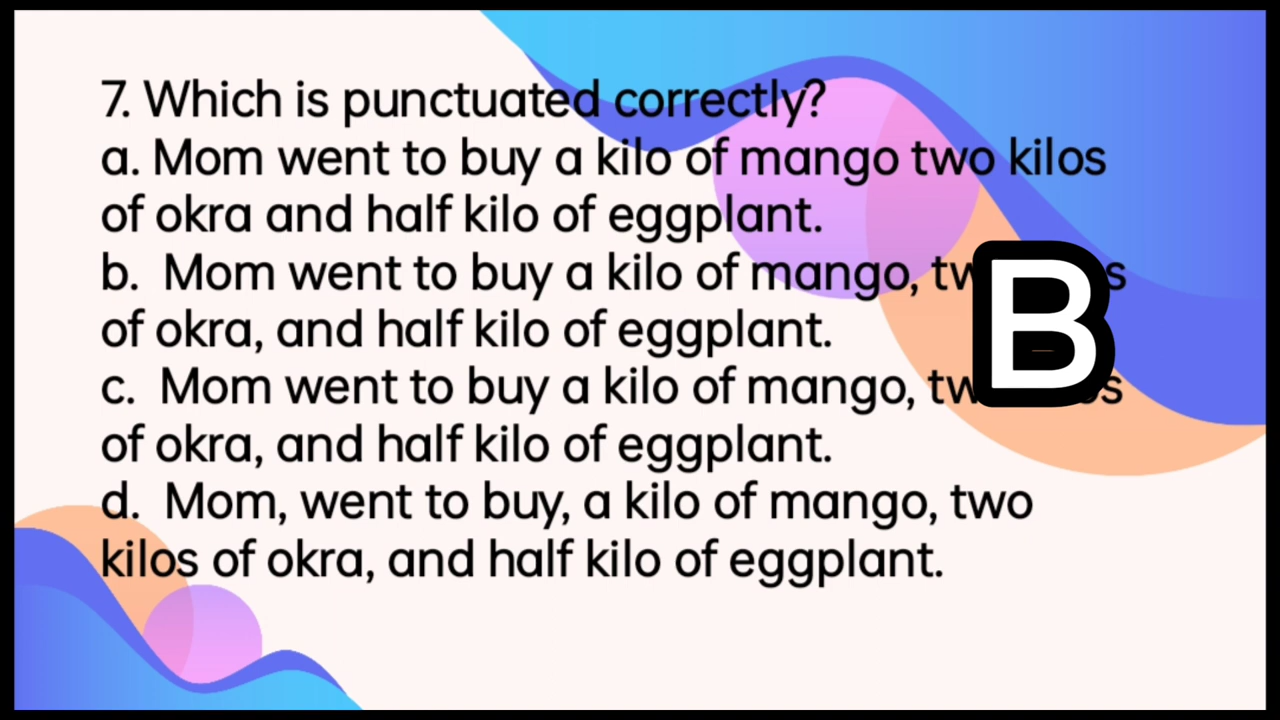 7. Which is punctuated correctly?
a. Mom went to buy a kilo of mango two kilos
of okra and half kilo of eggplant.
b. Mom went to buy a kilo of mango,
of okra, and half kilo of eggplant.
B
c. Mom went to buy a kilo of mango,
of okra, and half kilo of eggplant.
d. Mom, went to buy, a kilo of mango, two
kilos of okra, and half kilo of eggplant.